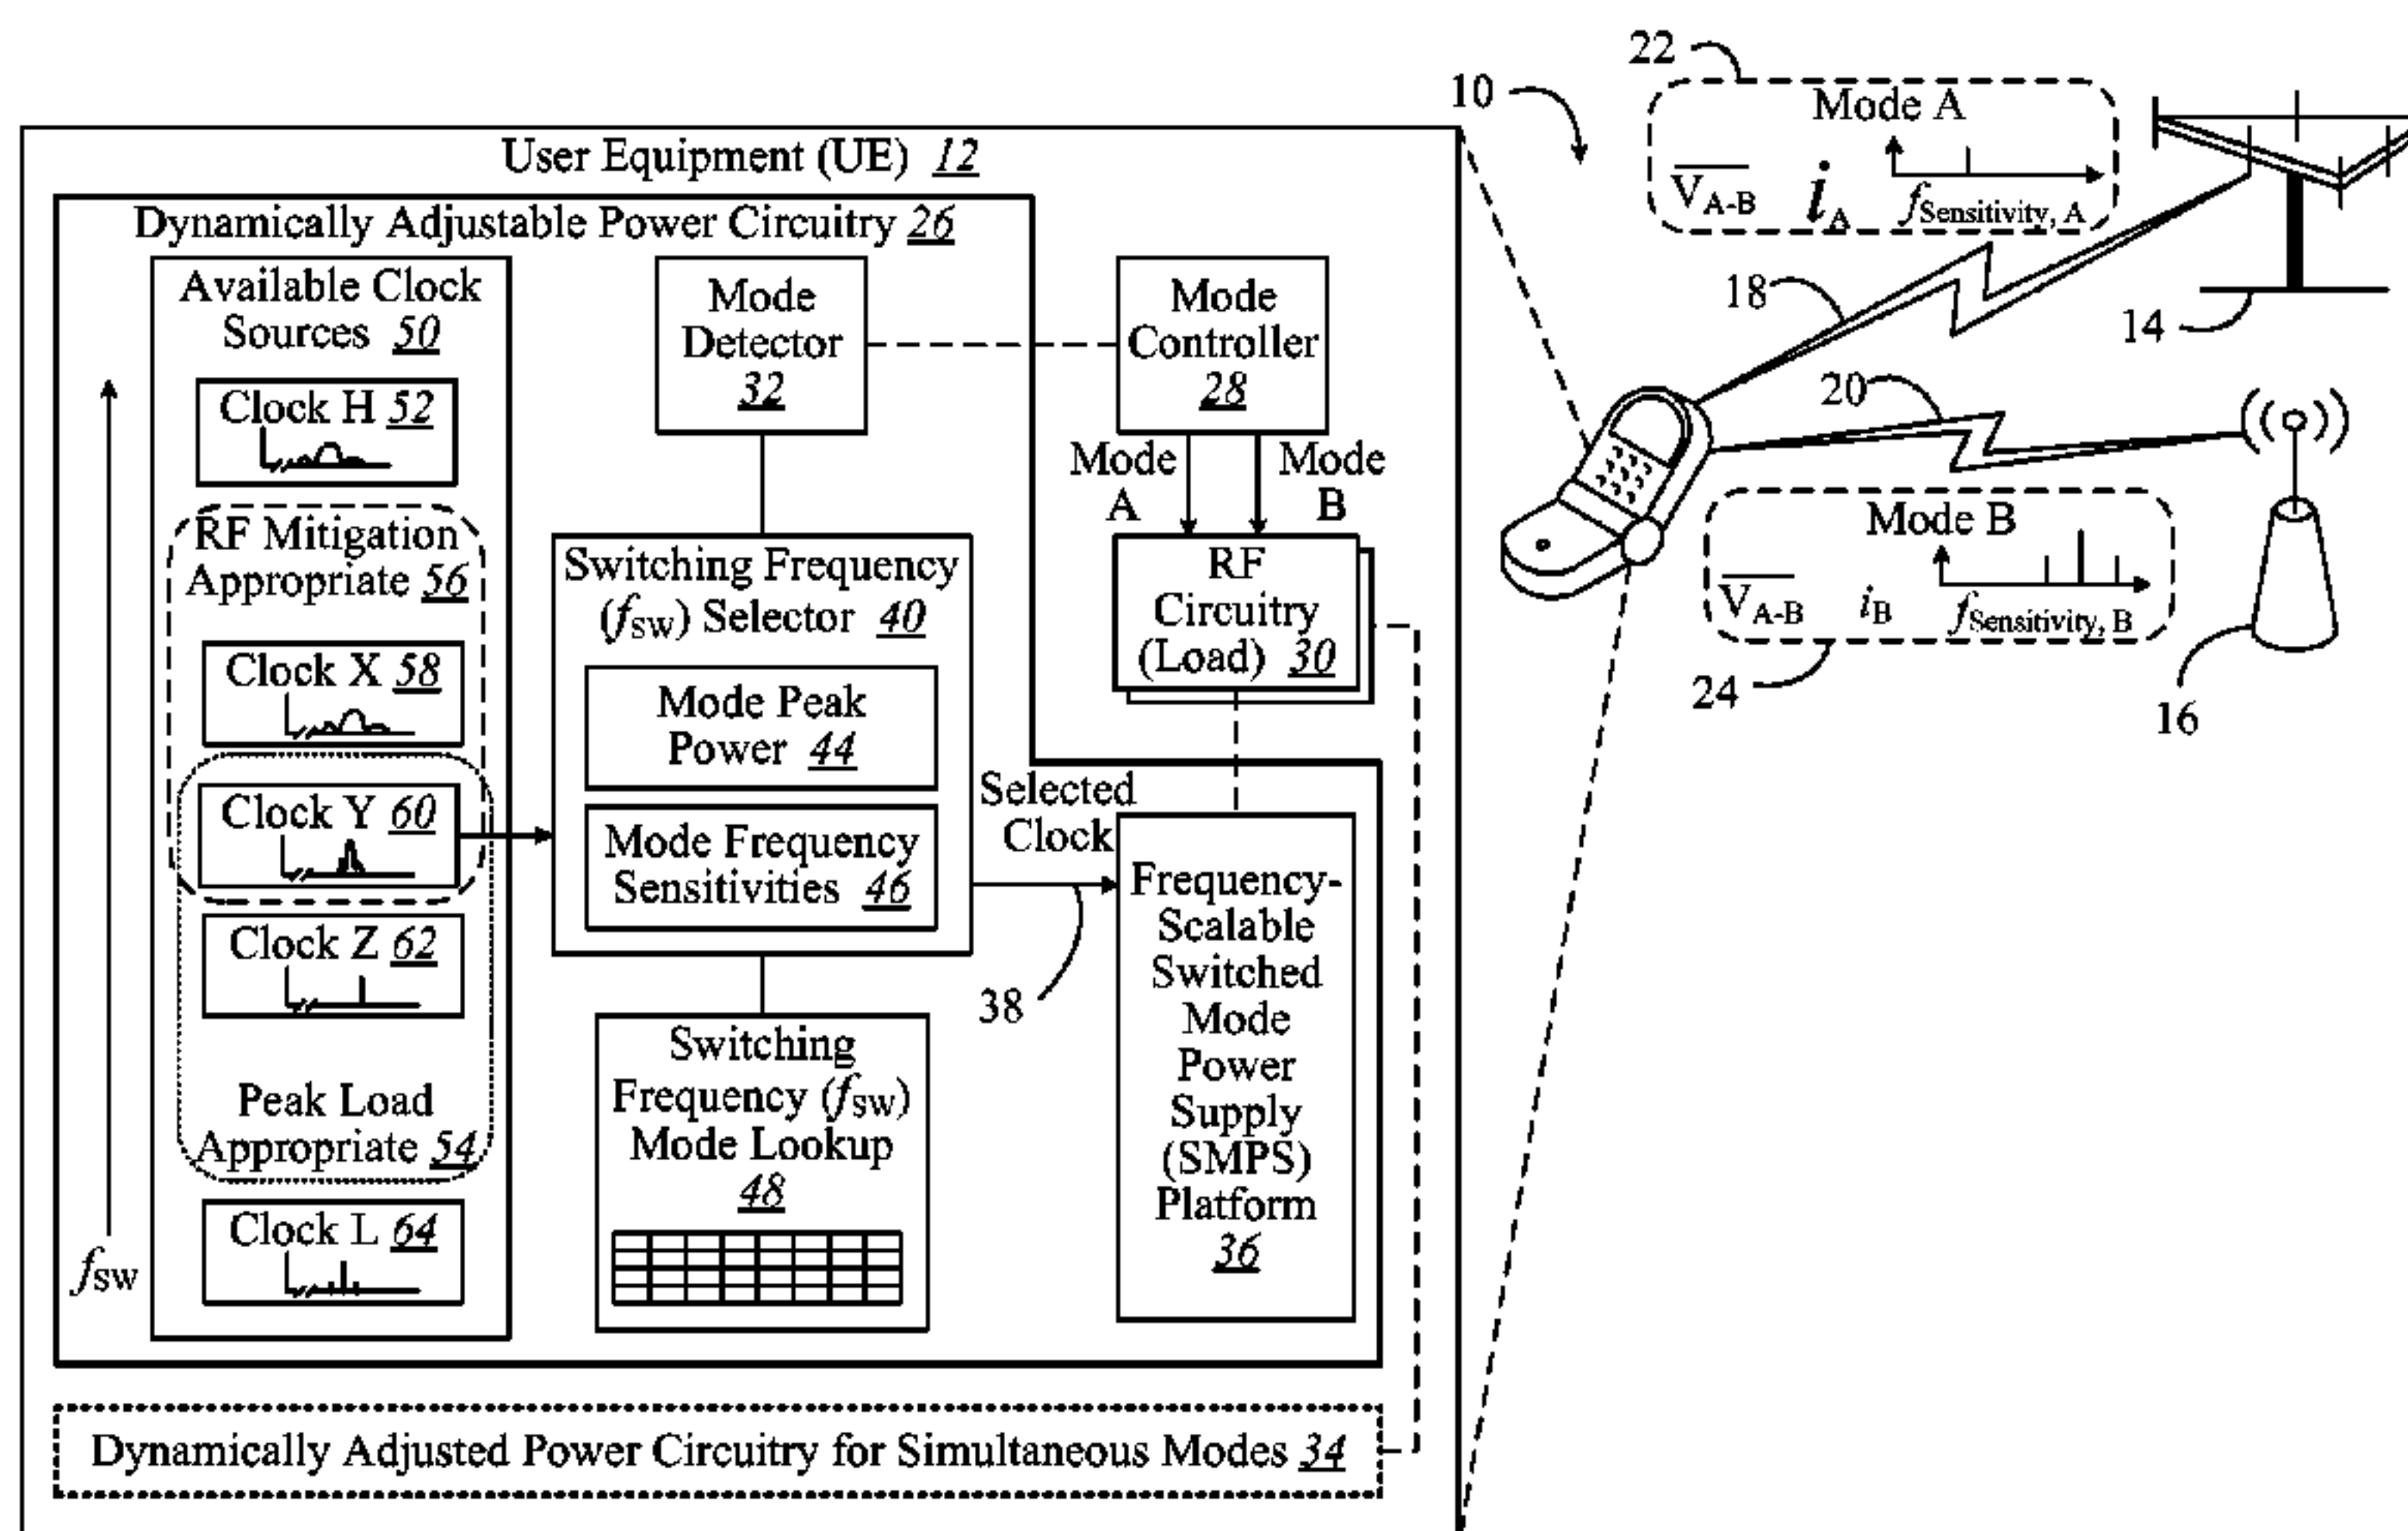 User Equipment (UE) 12
Dynamically Adjustable Power Circuitry 26
Available Clock
Sources 50
Clock H 52
RF Mitigation
Appropriate 56
Clock X 58
Clock Y 60
Clock Z 62
Peak Load
Appropriate 54
Clock L 64
fSW
Mode
Detector
32
Switching Frequency
(fSW) Selector 40
Mode Peak
Power 44
Mode Frequency
Sensitivities 46
Switching
Frequency (fSW)
Mode Lookup
48
Mode
Controller
28
Mode
A
Mode
B
RF
Circuitry
(Load) 30
Selected
Clock
38
Frequency-
Scalable
Switched
Mode
Power
Supply
(SMPS)
Platform
36
Dynamically Adjusted Power Circuitry for Simultaneous Modes 34
10
22
Mode A
VA-B iA fSensitivity, A
18
14
20
Mode B
VA-B iB fSensitivity, B
24
16